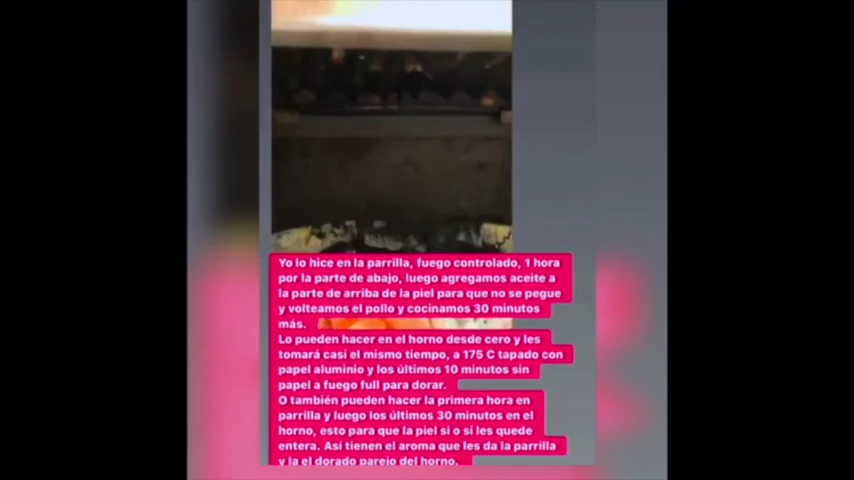 Yo lo hice en la parrilla, fuego controlado, 1 hora
por la parte de abajo, luego agregamos aceite a
la parte de arriba de la piel para que no se pegue
y volteamos el pollo y cocinamos 30 minutos
más.
Lo pueden hacer en el horno desde cero y les
tomará casi el mismo tiempo, a 175 C tapado con
papel aluminio y los últimos 10 minutos sin
papel a fuego full para dorar.
O también pueden hacer la primera hora en
parrilla y luego los últimos 30 minutos en el
horno, esto para que la piel si o si les quede
entera. Así tienen el aroma que les da la parrilla
y la el dorado parejo del horno.